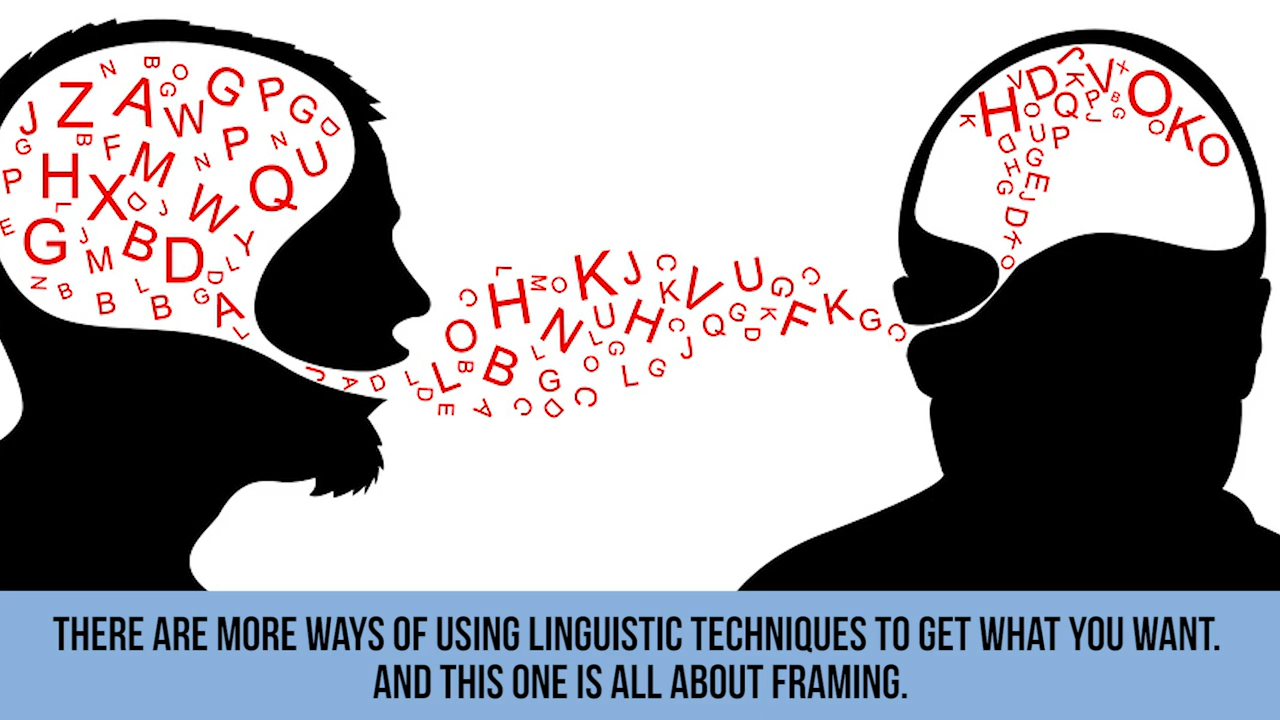 THERE ARE MORE WAYS OF USING LINGUISTIC TECHNIQUES TO GET WHAT YOU WANT.
AND THIS ONE IS ALL ABOUT FRAMING.